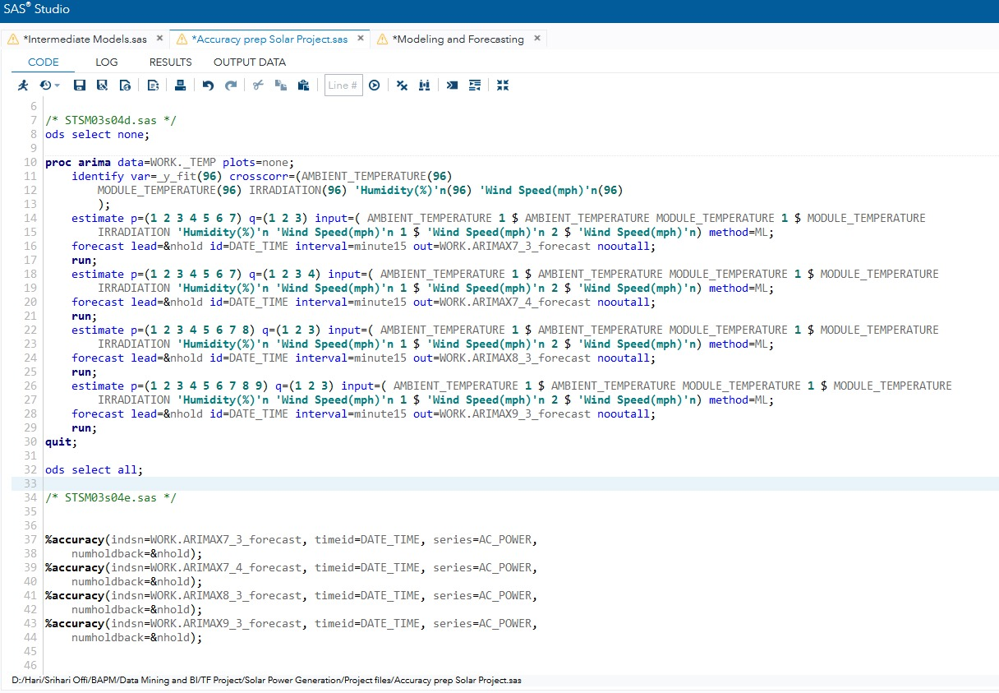 SAS® Studio
*Intermediate Models.sas × *Accuracy prep Solar Project.sas × *Modeling and Forecasting ×
CODE LOG RESULTS OUTPUT DATA
Line #
6
7 /* STSM03s04d.sas */
8 ods select none;
9
10 proc arima data=WORK._TEMP plots=none;
11 identify var=_y_fit(96) crosscorr=(AMBIENT_TEMPERATURE(96)
12 MODULE_TEMPERATURE(96) IRRADIATION(96) 'Humidity(%)'n(96) 'Wind Speed(mph)'n(96)
13 );
14 estimate p=(1 2 3 4 5 6 7) q=(1 2 3) input=( AMBIENT_TEMPERATURE 1 $ AMBIENT_TEMPERATURE MODULE_TEMPERATURE 1 $ MODULE_TEMPERATURE
15 IRRADIATION 'Humidity(%)'n 'Wind Speed(mph)'n 1 $ 'Wind Speed(mph)'n 2 $ 'Wind Speed(mph)'n) method=ML;
16 forecast lead=&nhold id=DATE_TIME interval=minute15 out=WORK.ARIMAX7_3_forecast nooutall;
17 run;
18 estimate p=(1 2 3 4 5 6 7) q=(1 2 3 4) input=( AMBIENT_TEMPERATURE 1 $ AMBIENT_TEMPERATURE MODULE_TEMPERATURE 1 $ MODULE_TEMPERATURE
19 IRRADIATION 'Humidity(%)'n 'Wind Speed(mph)'n 1 $ 'Wind Speed(mph)'n 2 $ 'Wind Speed(mph)'n) method=ML;
20 forecast lead=&nhold id=DATE_TIME interval=minute15 out=WORK.ARIMAX7_4_forecast nooutall;
21 run;
22 estimate p=(1 2 3 4 5 6 7 8) q=(1 2 3) input=( AMBIENT_TEMPERATURE 1 $ AMBIENT_TEMPERATURE MODULE_TEMPERATURE 1 $ MODULE_TEMPERATURE
23 IRRADIATION 'Humidity(%)'n 'Wind Speed(mph)'n 1 $ 'Wind Speed(mph)'n 2 $ 'Wind Speed(mph)'n) method=ML;
24 forecast lead=&nhold id=DATE_TIME interval=minute15 out=WORK.ARIMAX8_3_forecast nooutall;
25 run;
26 estimate p=(1 2 3 4 5 6 7 8 9) q=(1 2 3) input=( AMBIENT_TEMPERATURE 1 $ AMBIENT_TEMPERATURE MODULE_TEMPERATURE 1 $ MODULE_TEMPERATURE
27 IRRADIATION 'Humidity(%)'n 'Wind Speed(mph)'n 1 $ 'Wind Speed(mph)'n 2 $ 'Wind Speed(mph)'n) method=ML;
28 forecast lead=&nhold id=DATE_TIME interval=minute15 out=WORK.ARIMAX9_3_forecast nooutall;
29 run;
30 quit;
31
32 ods select all;
33
34 /* STSM03s04e.sas */
35
36
37 %accuracy(indsn=WORK.ARIMAX7_3_forecast, timeid=DATE_TIME, series=AC_POWER,
38 numholdback=&nhold);
39 %accuracy(indsn=WORK.ARIMAX7_4_forecast, timeid=DATE_TIME, series=AC_POWER,
40 numholdback=&nhold);
41 %accuracy(indsn=WORK.ARIMAX8_3_forecast, timeid=DATE_TIME, series=AC_POWER,
42 numholdback=&nhold);
43 %accuracy(indsn=WORK.ARIMAX9_3_forecast, timeid=DATE_TIME, series=AC_POWER,
44 numholdback=&nhold);
45
46
D:/Hari/Srihari Offi/BAPM/Data Mining and BI/TF Project/Solar Power Generation/Project files/Accuracy prep Solar Project.sas